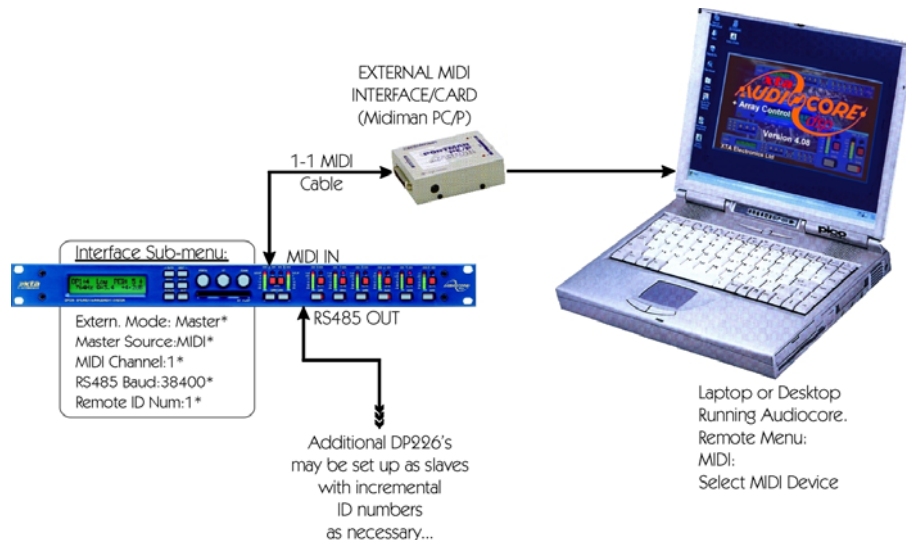 EXTERNAL MIDI
INTERFACE/CARD
(Midiman PC/P)
1-1 MIDI
Cable
AUDIOCORE
+ Array Control
Version 4.00
XTA Electronics Ltd
Interface Sub-menu:
MIDI IN
xta
RS485 OUT
Extern. Mode: Master*
Master Source:MIDI*
MIDI Channel:1*
RS485 Baud:38400*
Remote ID Num:1*
Additional DP226's
may be set up as slaves
with incremental
ID numbers
as necessary...
Laptop or Desktop
Running Audiocore.
Remote Menu:
MIDI:
Select MIDI Device